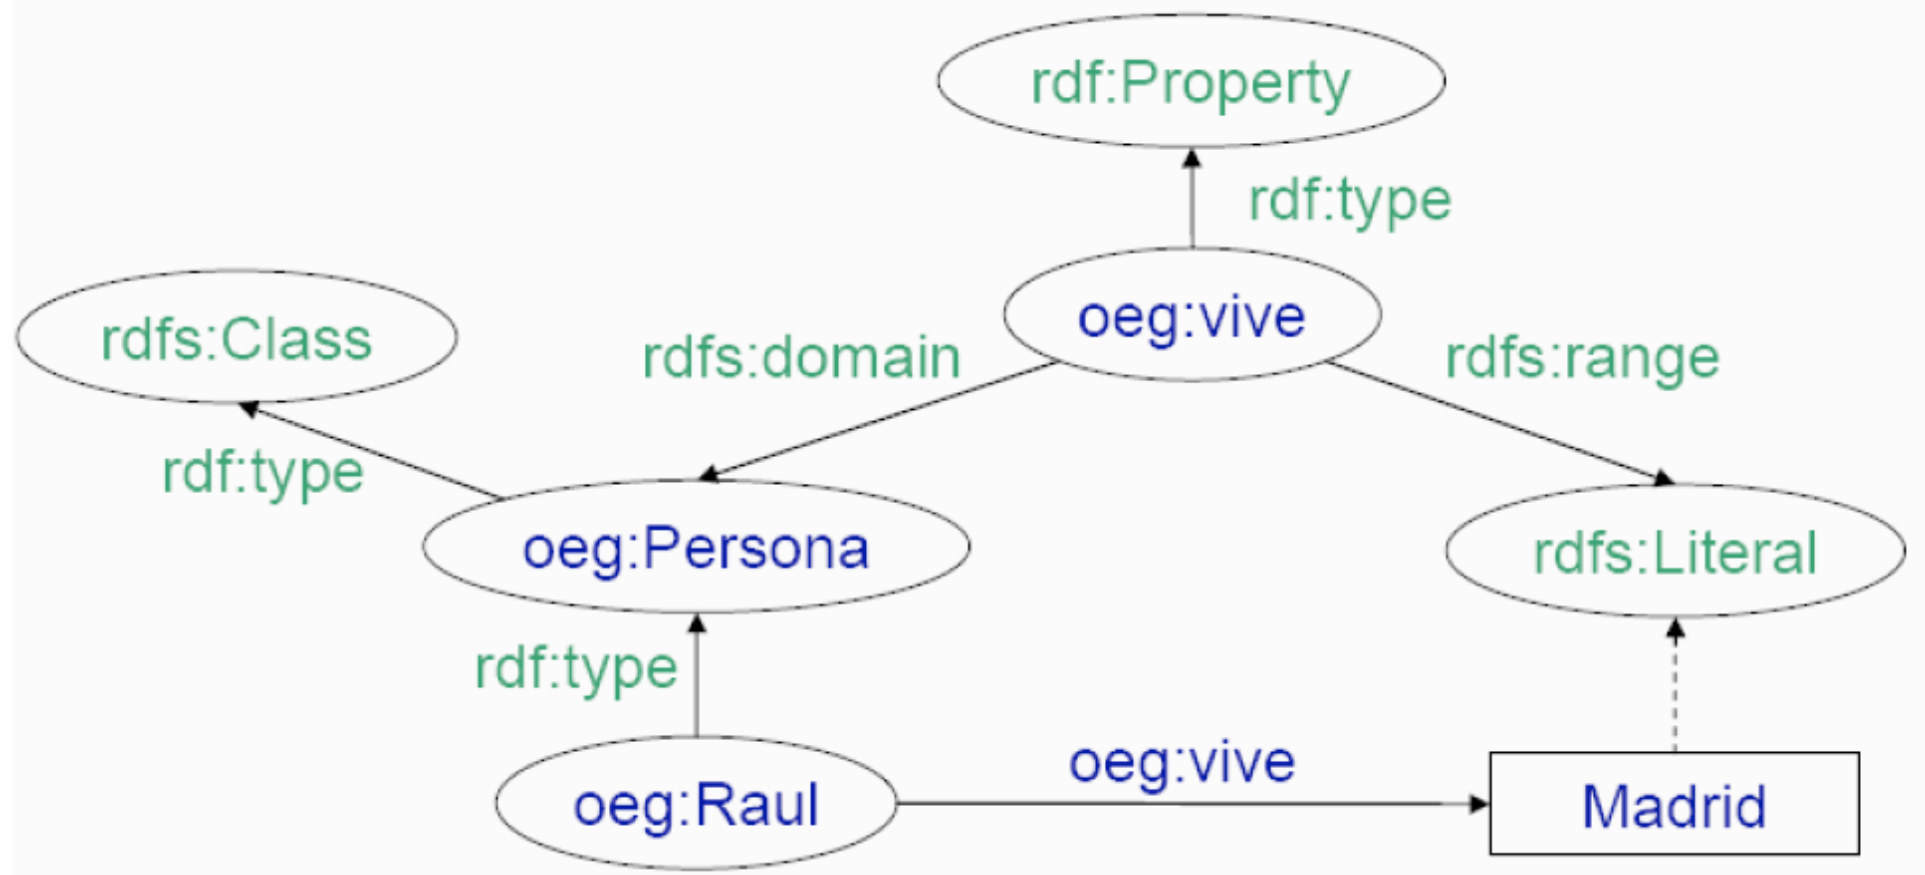 rdf:Property
rdf:type
oeg:vive
rdfs:Class
rdfs:domain
rdfs:range
rdf:type
oeg:Persona
rdfs:Literal
rdf:type
oeg:vive
oeg:Raul
Madrid